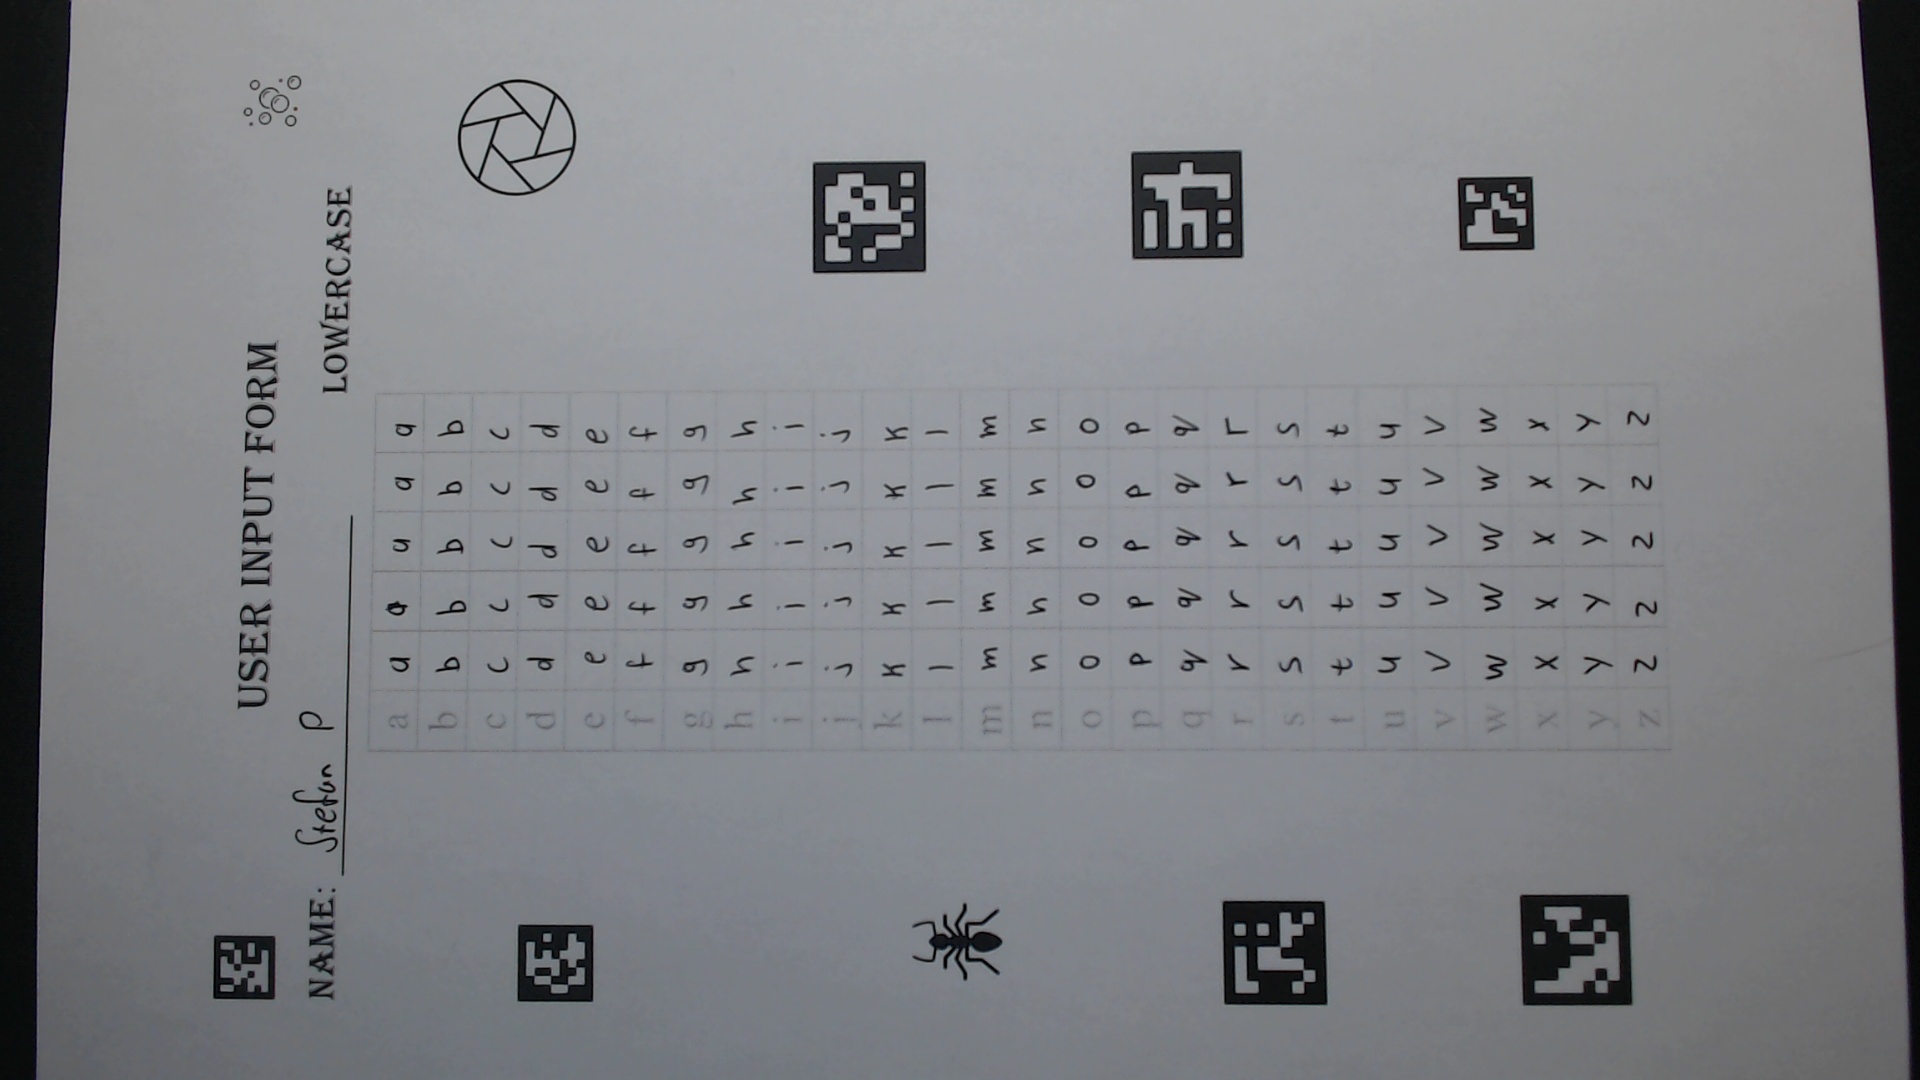 USER INPUT FORM
NAME: Stefan P
LOWERCASE
a a a a a a
b b b b b b
c c c c c c
d d d d d d
e e e e e e
f f f f f f
g g g g g g
h h h h h h
i i i i i i
j j j j j j
k k k k k k
l l l l l l
m m m m m m
n n n n n n
o o o o o o
p p p p p p
q q q q q q
r r r r r r
s s s s s s
t t t t t t
u u u u u u
v v v v v v
w w w w w w
x x x x x x
y y y y y y
z z z z z z